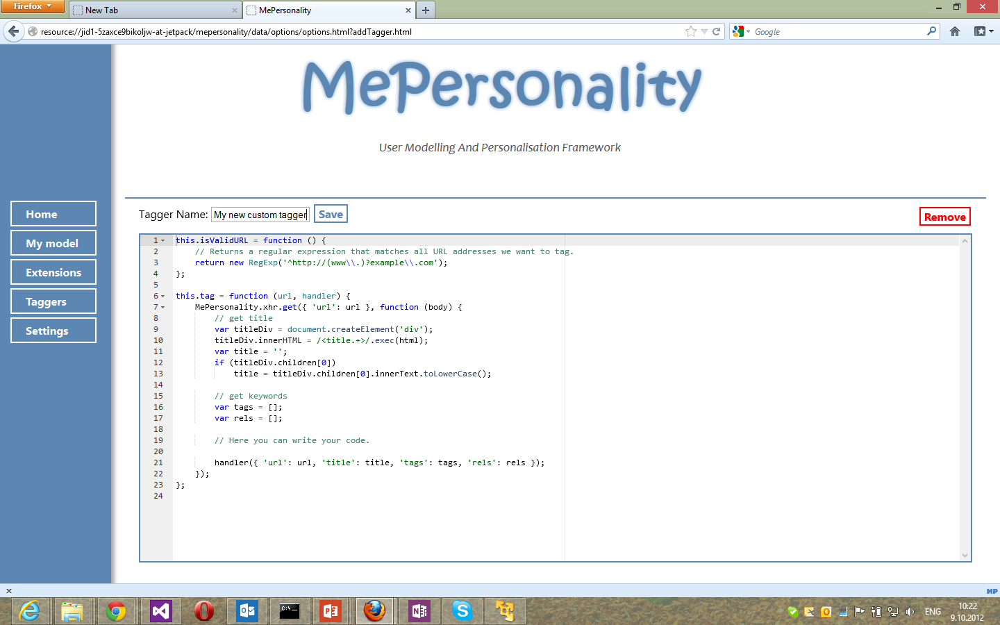 Firefox
New Tab
MePersonality
resource://jid1-5zaxce9bikoljw-at-jetpack/mepersonality/data/options/options.html?addTagger.html
Google
MePersonality
User Modelling And Personalisation Framework
Home
My model
Extensions
Taggers
Settings
Tagger Name: My new custom tagger Save
Remove
1 this.isValidURL = function () {
2 // Returns a regular expression that matches all URL addresses we want to tag.
3 return new RegExp('^http://(www\\.)?example\\.com');
4 };
5
6 this.tag = function (url, handler) {
7 MePersonality.xhr.get({ 'url': url }, function (body) {
8 // get title
9 var titleDiv = document.createElement('div');
10 titleDiv.innerHTML = /<title.+>/.exec(html);
11 var title = '';
12 if (titleDiv.children[0])
13 title = titleDiv.children[0].innerText.toLowerCase();
14
15 // get keywords
16 var tags = [];
17 var rels = [];
18
19 // Here you can write your code.
20
21 handler({ 'url': url, 'title': title, 'tags': tags, 'rels': rels });
22 });
23 };
24
MP
ENG
10:22
9.10.2012